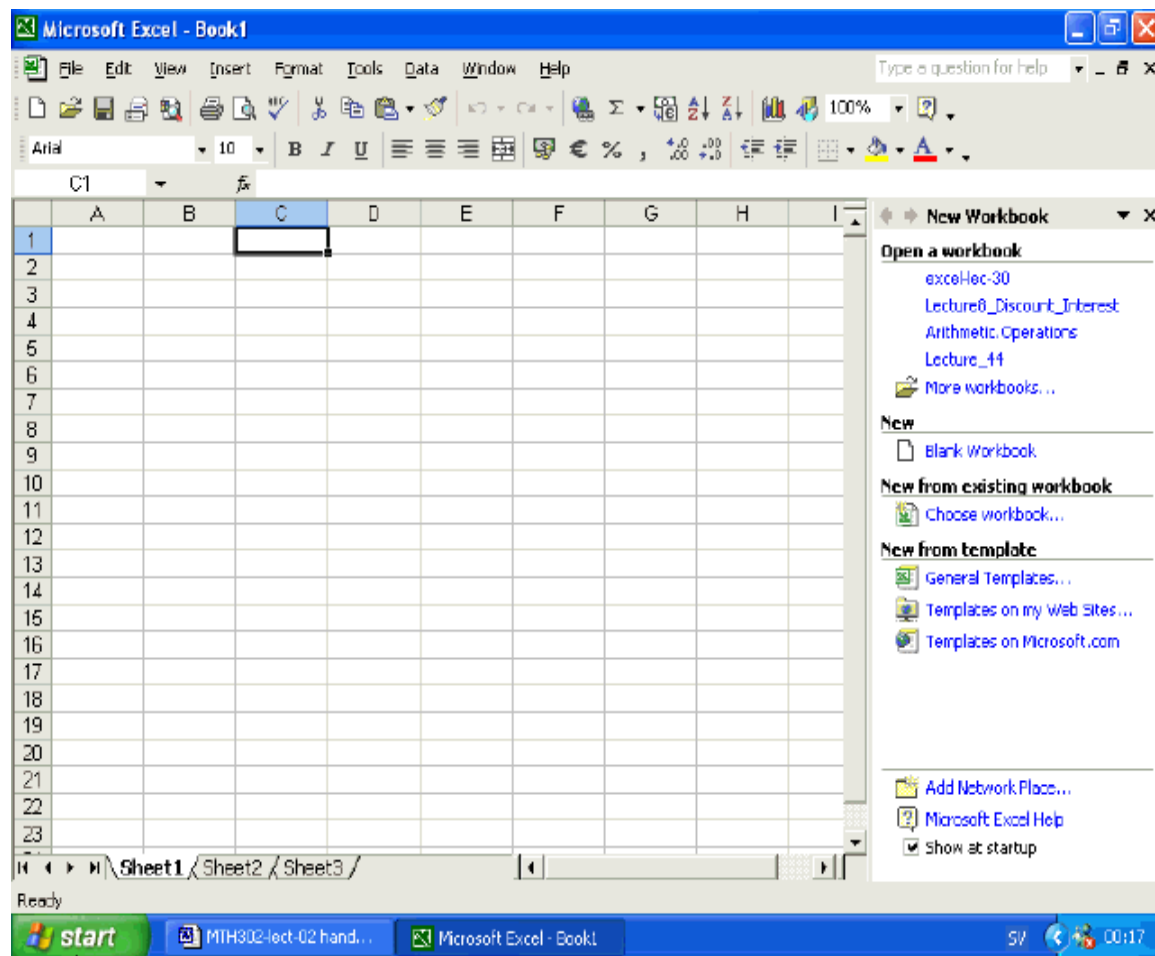 Microsoft Excel - Book1
File Edit View Insert Format Tools Data Window Help Type a question for help
100%
Arial 10 B I U € % ,
C1 fx
A B C D E F G H I
New Workbook
1
Open a workbook
2
excel-lec-30
3
Lecture8_Discount_Interest
4
Arithmetic Operations
5
Lecture_44
6
More workbooks...
7
New
8
Blank Workbook
9
10
New from existing workbook
11
Choose workbook...
12
New from template
13
General Templates...
14
Templates on my Web Sites...
15
Templates on Microsoft.com
16
17
18
19
20
21
Add Network Place...
22
Microsoft Excel Help
23
Show at startup
Sheet1 Sheet2 Sheet3
Ready
start MTH302-lect-02 hand... Microsoft Excel - Book1 SV 00:17